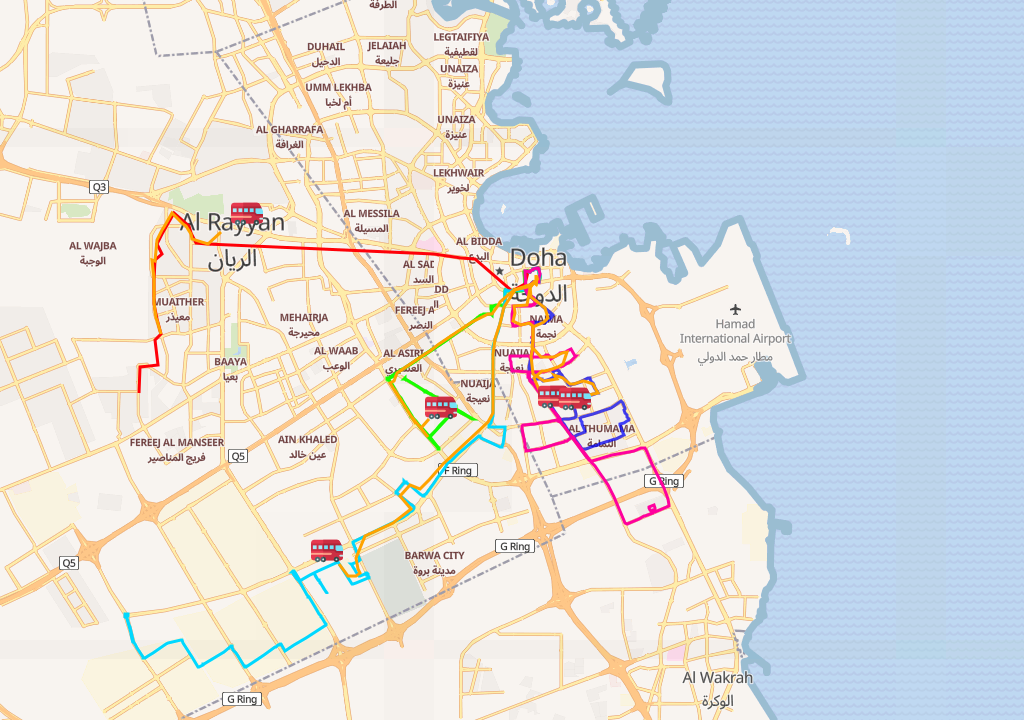 الطرفة
LEGTAIFIYA
لقطيفية
DUHAIL
الدحيل
JELAIAH
جليعة
UNAIZA
عنيزة
UMM LEKHBA
أم لخبا
UNAIZA
عنيزة
AL GHARRAFA
الغرافة
LEKHWAIR
لخوير
Q3
Al Rayyan
الريان
AL MESSILA
المسيلة
AL WAJBA
الوجبة
AL BIDDA
البدع
Doha
الدوحة
AL SAD
السد
DD
ال
MUAITHER
معيذر
MEHAIRJA
محيرجة
FEREEJ A
النصر
NAJMA
نجمة
Hamad
International Airport
مطار حمد الدولي
AL WAAB
الوعب
BAAYA
بعيا
AL ASIRI
العسيري
NUAIJA
نعيجة
NUAIJA
نعيجة
AL THUMAMA
الثمامة
FEREEJ AL MANSEER
فريج المناصير
AIN KHALED
عين خالد
Q5
F Ring
G Ring
G Ring
BARWA CITY
مدينة بروة
Q5
G Ring
Al Wakrah
الوكرة